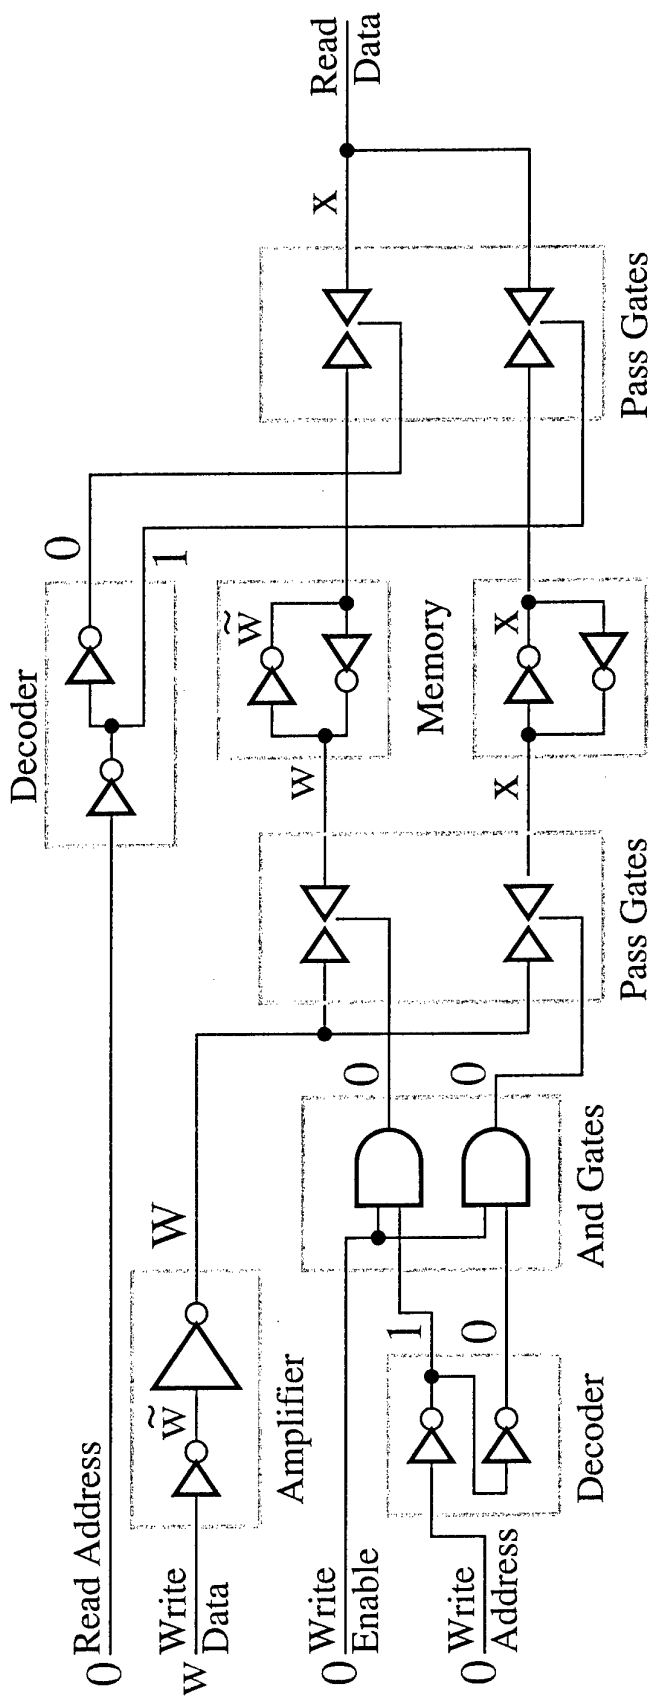 Decoder
0
0 Read Address
1
w Write
Data
w̃
W
Amplifier
w
w̃
x
Read
Data
0 Write
Enable
0
Memory
1
0
0
0 Write
Address
x
x
Decoder
And Gates
Pass Gates
Pass Gates